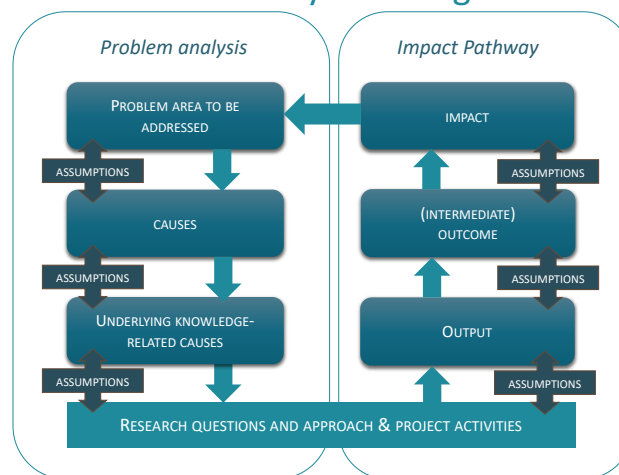 Problem analysis
Impact Pathway
PROBLEM AREA TO BE
ADDRESSED
IMPACT
ASSUMPTIONS
ASSUMPTIONS
CAUSES
(INTERMEDIATE)
OUTCOME
ASSUMPTIONS
ASSUMPTIONS
UNDERLYING KNOWLEDGE-
RELATED CAUSES
OUTPUT
ASSUMPTIONS
ASSUMPTIONS
RESEARCH QUESTIONS AND APPROACH & PROJECT ACTIVITIES